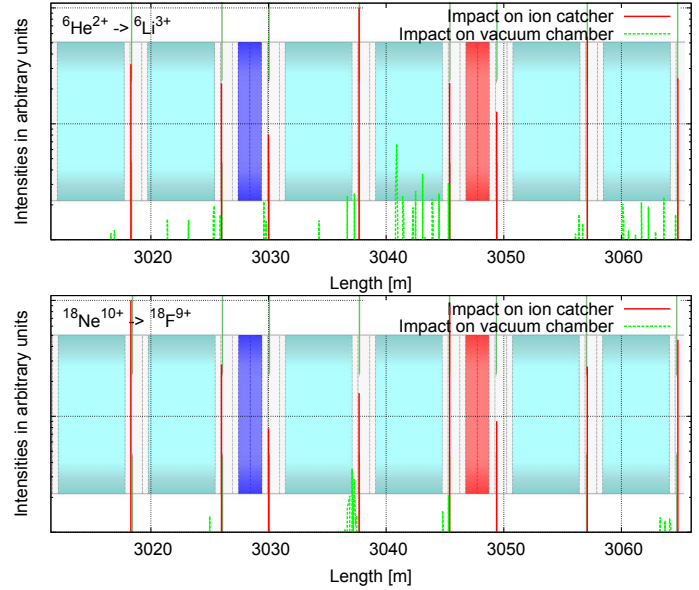 ⁶He²⁺ -> ⁶Li³⁺
Impact on ion catcher
Impact on vacuum chamber
Intensities in arbitrary units
3020 3030 3040 3050 3060
Length [m]
¹⁸Ne¹⁰⁺ -> ¹⁸F⁹⁺
Impact on ion catcher
Impact on vacuum chamber
Intensities in arbitrary units
3020 3030 3040 3050 3060
Length [m]